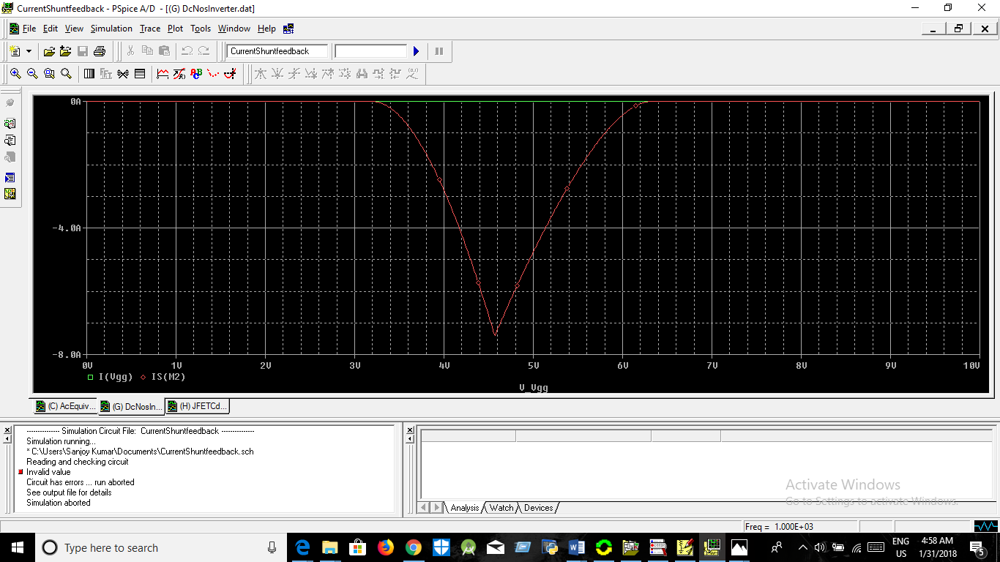 CurrentShuntfeedback - PSpice A/D - [(G) DcNosInverter.dat]
File Edit View Simulation Trace Plot Tools Window Help
CurrentShuntfeedback
0A
-4.0A
-8.0A
0V 1V 2V 3V 4V 5V 6V 7V 8V 9V 10V
I(Vgg) IS(M2)
V_Vgg
(C) AcEquiv... (G) DcNosIn... (H) JFETCd...
--------------- Simulation Circuit File: CurrentShuntfeedback ---------------
Simulation running...
* C:\Users\Sanjoy Kumar\Documents\CurrentShuntfeedback.sch
Reading and checking circuit
Invalid value
Circuit has errors ... run aborted
See output file for details
Simulation aborted
Activate Windows
Go to Settings to activate Windows.
Analysis Watch Devices
Freq = 1.000E+03
Type here to search
ENG 4:58 AM
US 1/31/2018
5